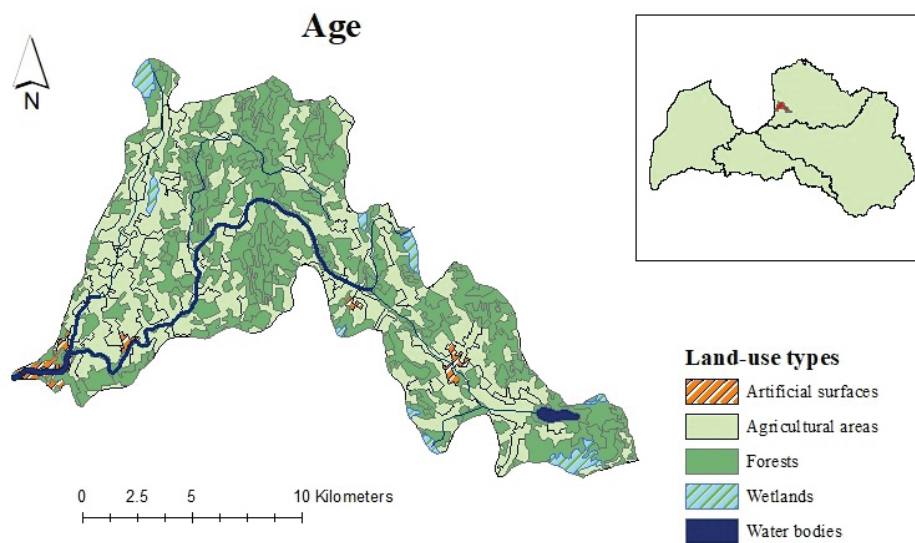 Age
N
Land-use types
Artificial surfaces
Agricultural areas
Forests
Wetlands
Water bodies
0 2.5 5 10 Kilometers